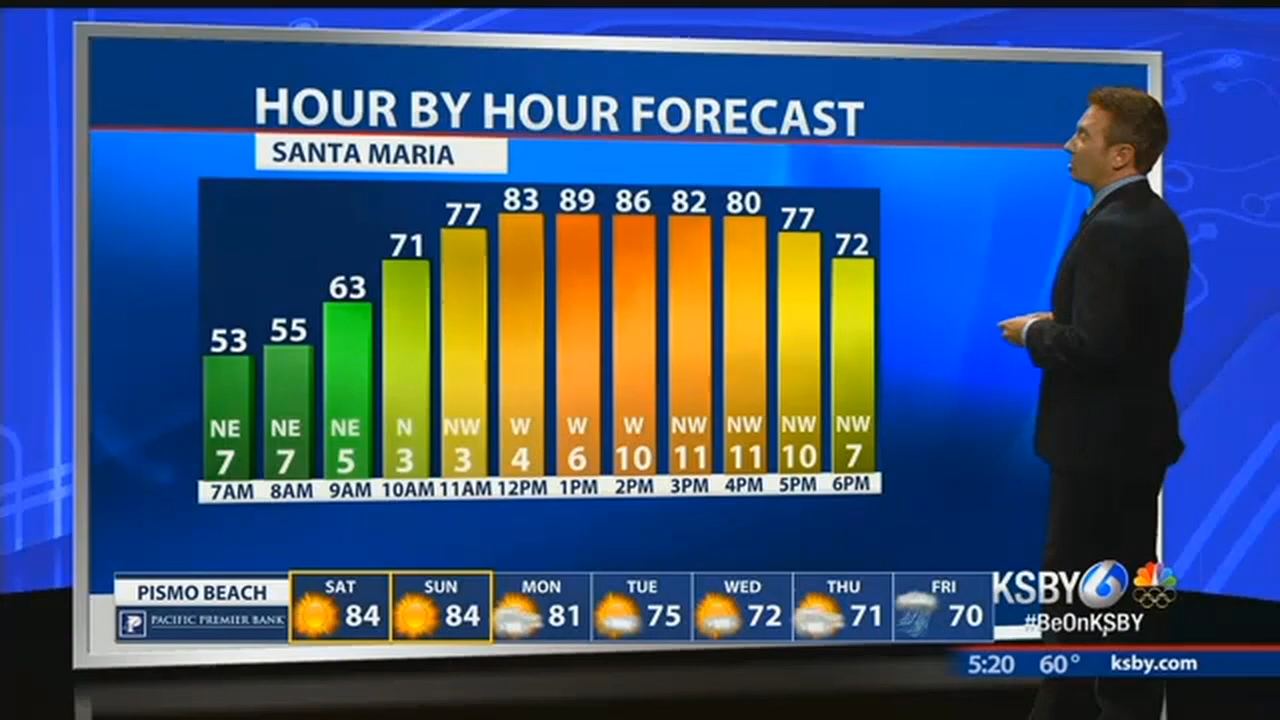 HOUR BY HOUR FORECAST
SANTA MARIA
53 55 63 71 77 83 89 86 82 80 77 72
NE NE NE N NW W W W NW NW NW NW
7 7 5 3 3 4 6 10 11 11 10 7
7AM 8AM 9AM 10AM 11AM 12PM 1PM 2PM 3PM 4PM 5PM 6PM
PISMO BEACH
PACIFIC PREMIER BANK
SAT SUN MON TUE WED THU FRI
84 84 81 75 72 71 70
KSBY 6
#BeOnKSBY
5:20 60° ksby.com